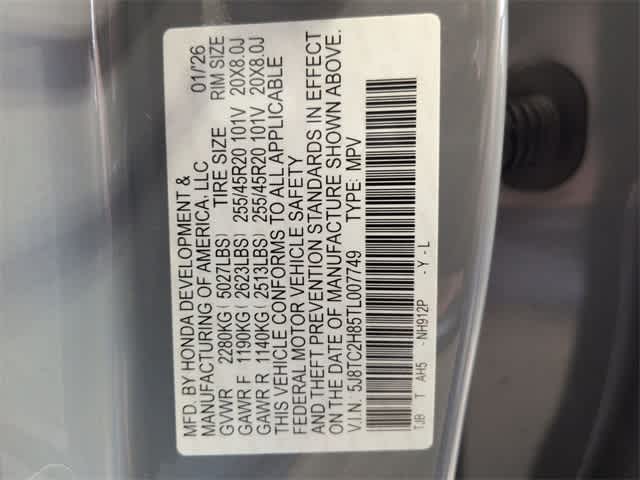 MFD. BY HONDA DEVELOPMENT & 01/26
MANUFACTURING OF AMERICA, LLC RIM SIZE
GVWR 2280KG ( 5027LBS) TIRE SIZE
GAWR F 1190KG ( 2623LBS) 255/45R20 101V 20X8.0J
GAWR R 1140KG ( 2513LBS) 255/45R20 101V 20X8.0J
THIS VEHICLE CONFORMS TO ALL APPLICABLE
FEDERAL MOTOR VEHICLE SAFETY
AND THEFT PREVENTION STANDARDS IN EFFECT
ON THE DATE OF MANUFACTURE SHOWN ABOVE.
V.I.N: 5J8TC2H85TL007749 TYPE: MPV
TJB T AH5 - NH912P - Y - L